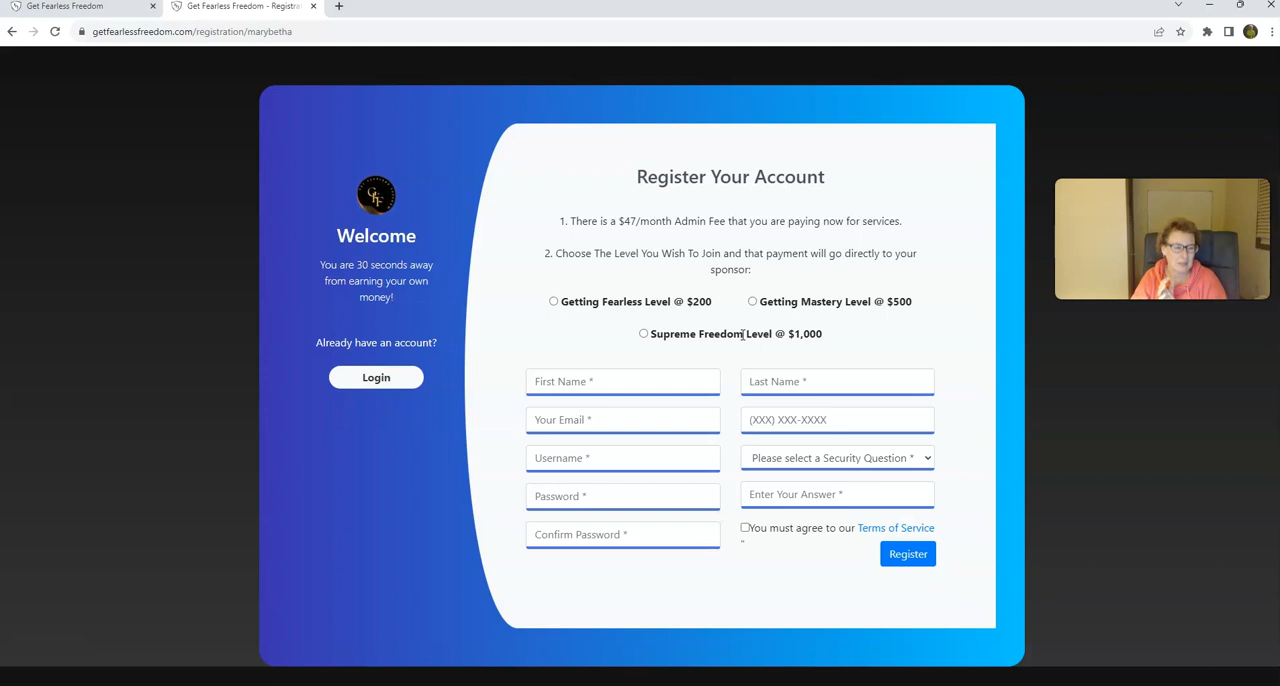 Get Fearless Freedom
Get Fearless Freedom - Registra
getfearlessfreedom.com/registration/marybetha
GFF
Welcome
You are 30 seconds away
from earning your own
money!
Already have an account?
Login
Register Your Account
1. There is a $47/month Admin Fee that you are paying now for services.
2. Choose The Level You Wish To Join and that payment will go directly to your
sponsor:
Getting Fearless Level @ $200
Getting Mastery Level @ $500
Supreme Freedom Level @ $1,000
First Name *
Last Name *
Your Email *
(XXX) XXX-XXXX
Username *
Please select a Security Question *
Password *
Enter Your Answer *
Confirm Password *
You must agree to our Terms of Service
"
Register